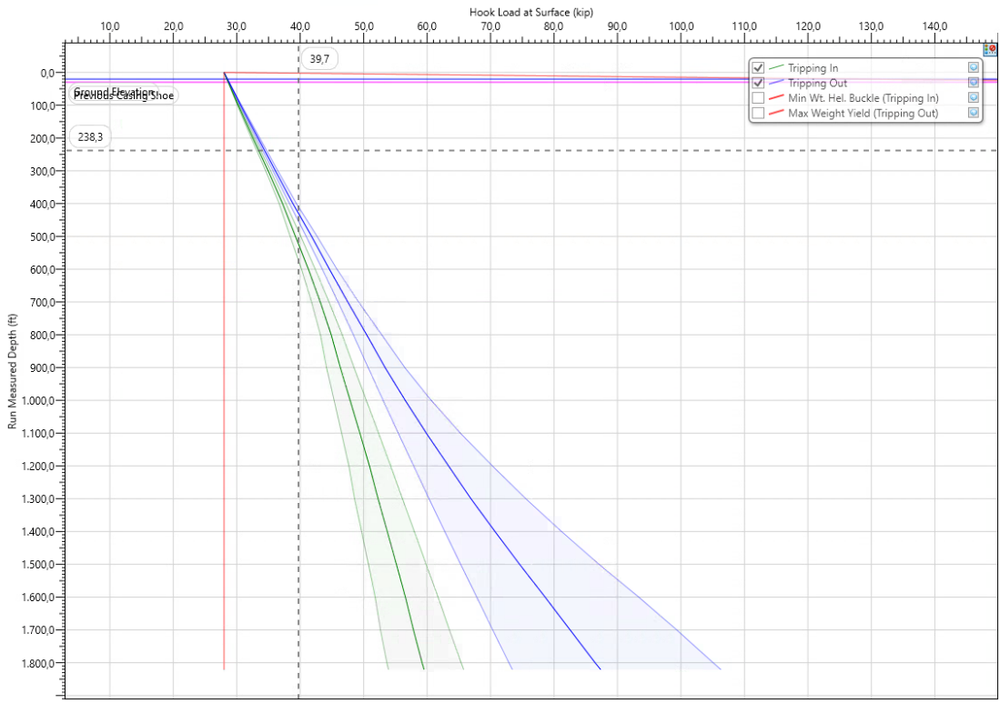 Hook Load at Surface (kip)
10,0 20,0 30,0 40,0 50,0 60,0 70,0 80,0 90,0 100,0 110,0 120,0 130,0 140,0
39,7
Tripping In
Tripping Out
Min Wt. Hel. Buckle (Tripping In)
Max Weight Yield (Tripping Out)
Ground Elevation
Previous Casing Shoe
238,3
Run Measured Depth (ft)
0,0
100,0
200,0
300,0
400,0
500,0
600,0
700,0
800,0
900,0
1.000,0
1.100,0
1.200,0
1.300,0
1.400,0
1.500,0
1.600,0
1.700,0
1.800,0